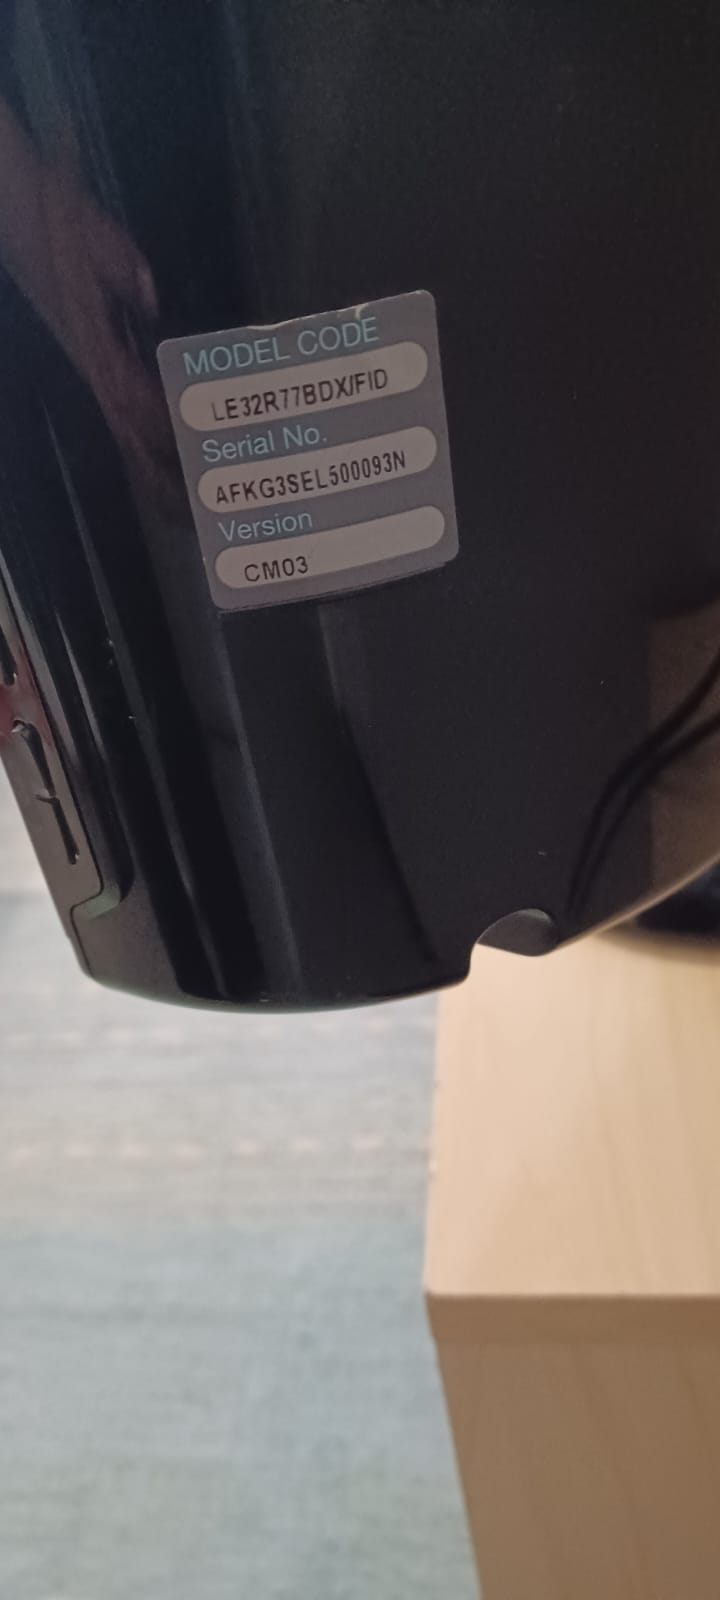 MODEL CODE
LE32R77BDX/FID
Serial No.
AFKG3SEL500093N
Version
CM03